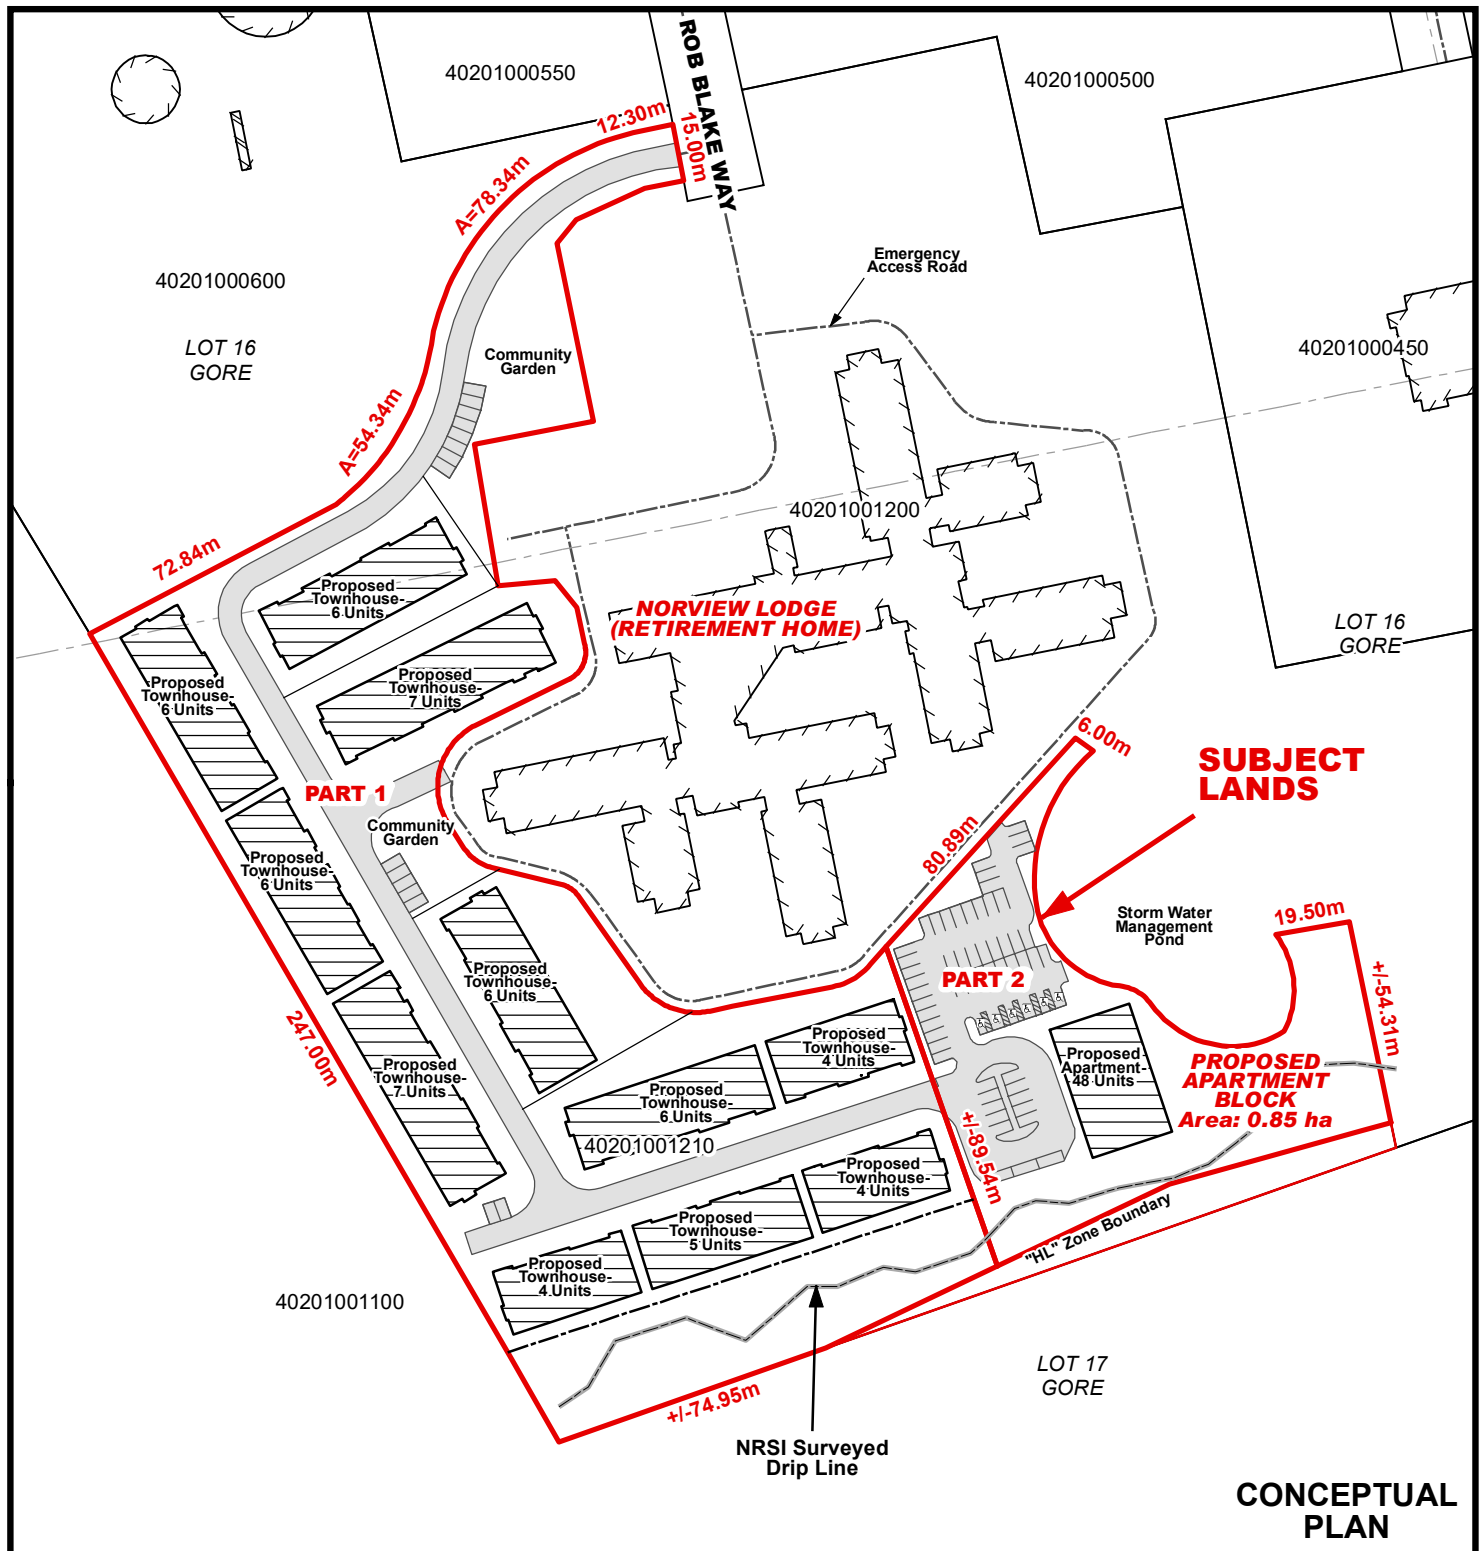 ROB BLAKE WAY
40201000550
40201000500
12.30m
15.00m
A=78.34m
40201000600
Emergency
Access Road
LOT 16
GORE
Community
Garden
40201000450
A=54.34m
40201001200
72.84m
Proposed
Townhouse-
6 Units
NORVIEW LODGE
(RETIREMENT HOME)
LOT 16
GORE
Proposed
Townhouse-
6 Units
Proposed
Townhouse-
7 Units
6.00m
SUBJECT
LANDS
PART 1
Community
Garden
80.89m
Proposed
Townhouse-
6 Units
Storm Water
Management
Pond
19.50m
Proposed
Townhouse-
6 Units
PART 2
+/-54.31m
247.00m
Proposed
Townhouse-
7 Units
Proposed
Townhouse-
4 Units
Proposed
Apartment-
48 Units
PROPOSED
APARTMENT
BLOCK
Area: 0.85 ha
Proposed
Townhouse-
6 Units
40201001210
+/-89.54m
Proposed
Townhouse-
4 Units
Proposed
Townhouse-
5 Units
"HL" Zone Boundary
Proposed
Townhouse-
4 Units
40201001100
LOT 17
GORE
+/-74.95m
NRSI Surveyed
Drip Line
CONCEPTUAL
PLAN